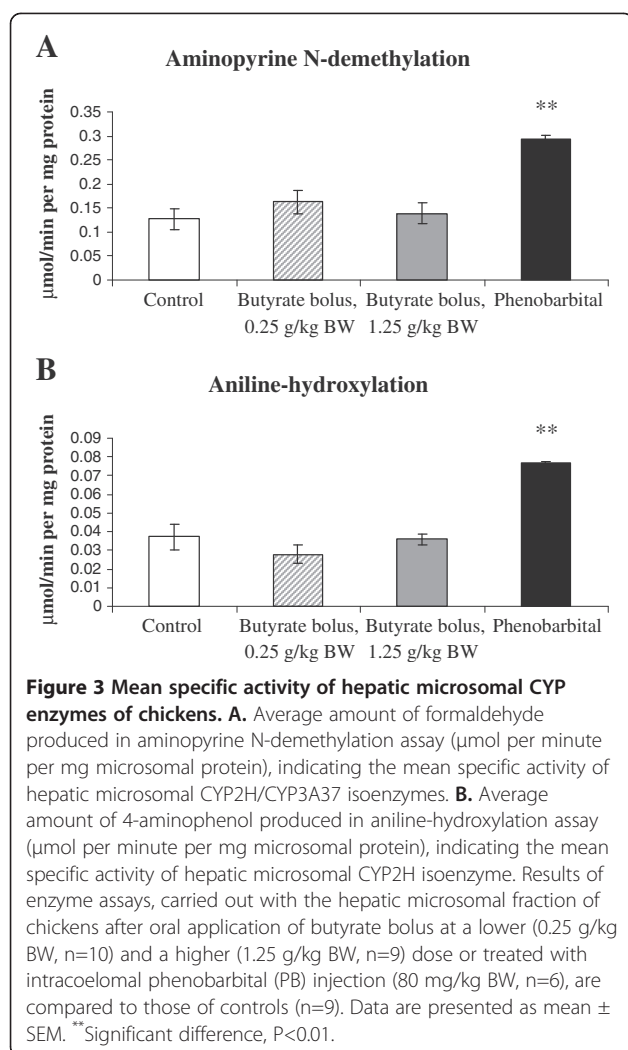 A
Aminopyrine N-demethylation
**
µmol/min per mg protein
0.35
0.3
0.25
0.2
0.15
0.1
0.05
0
Control
Butyrate bolus,
0.25 g/kg BW
Butyrate bolus,
1.25 g/kg BW
Phenobarbital
B
Aniline-hydroxylation
**
µmol/min per mg protein
0.09
0.08
0.07
0.06
0.05
0.04
0.03
0.02
0.01
0
Control
Butyrate bolus,
0.25 g/kg BW
Butyrate bolus,
1.25 g/kg BW
Phenobarbital
Figure 3 Mean specific activity of hepatic microsomal CYP
enzymes of chickens. A. Average amount of formaldehyde
produced in aminopyrine N-demethylation assay (µmol per minute
per mg microsomal protein), indicating the mean specific activity of
hepatic microsomal CYP2H/CYP3A37 isoenzymes. B. Average
amount of 4-aminophenol produced in aniline-hydroxylation assay
(µmol per minute per mg microsomal protein), indicating the mean
specific activity of hepatic microsomal CYP2H isoenzyme. Results of
enzyme assays, carried out with the hepatic microsomal fraction of
chickens after oral application of butyrate bolus at a lower (0.25 g/kg
BW, n=10) and a higher (1.25 g/kg BW, n=9) dose or treated with
intracoelomal phenobarbital (PB) injection (80 mg/kg BW, n=6), are
compared to those of controls (n=9). Data are presented as mean ±
SEM. **Significant difference, P<0.01.